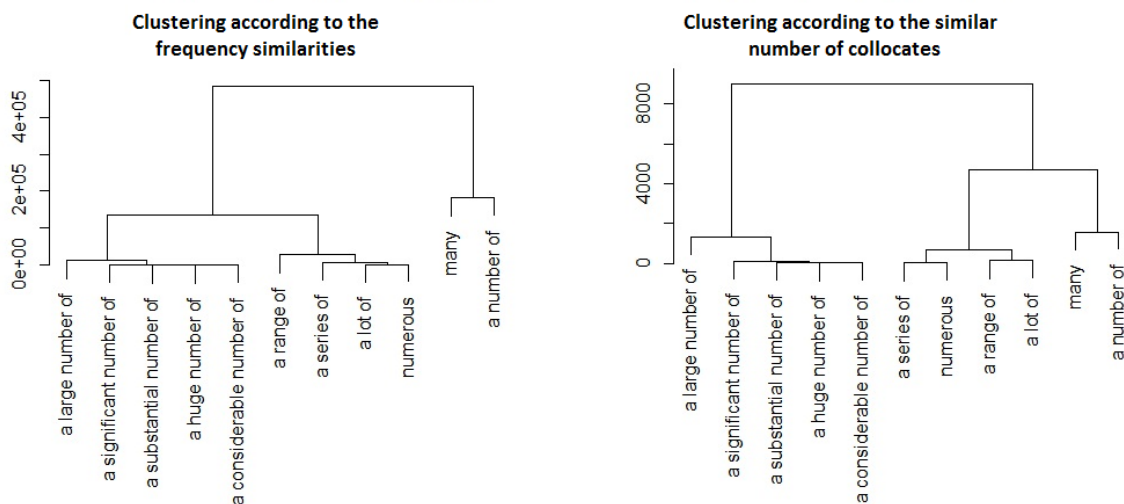 Clustering according to the
frequency similarities
4e+05
2e+05
0e+00
a large number of
a significant number of
a substantial number of
a huge number of
a considerable number of
a range of
a series of
a lot of
numerous
many
a number of
Clustering according to the similar
number of collocates
8000
4000
0
a large number of
a significant number of
a substantial number of
a huge number of
a considerable number of
a series of
numerous
a range of
a lot of
many
a number of